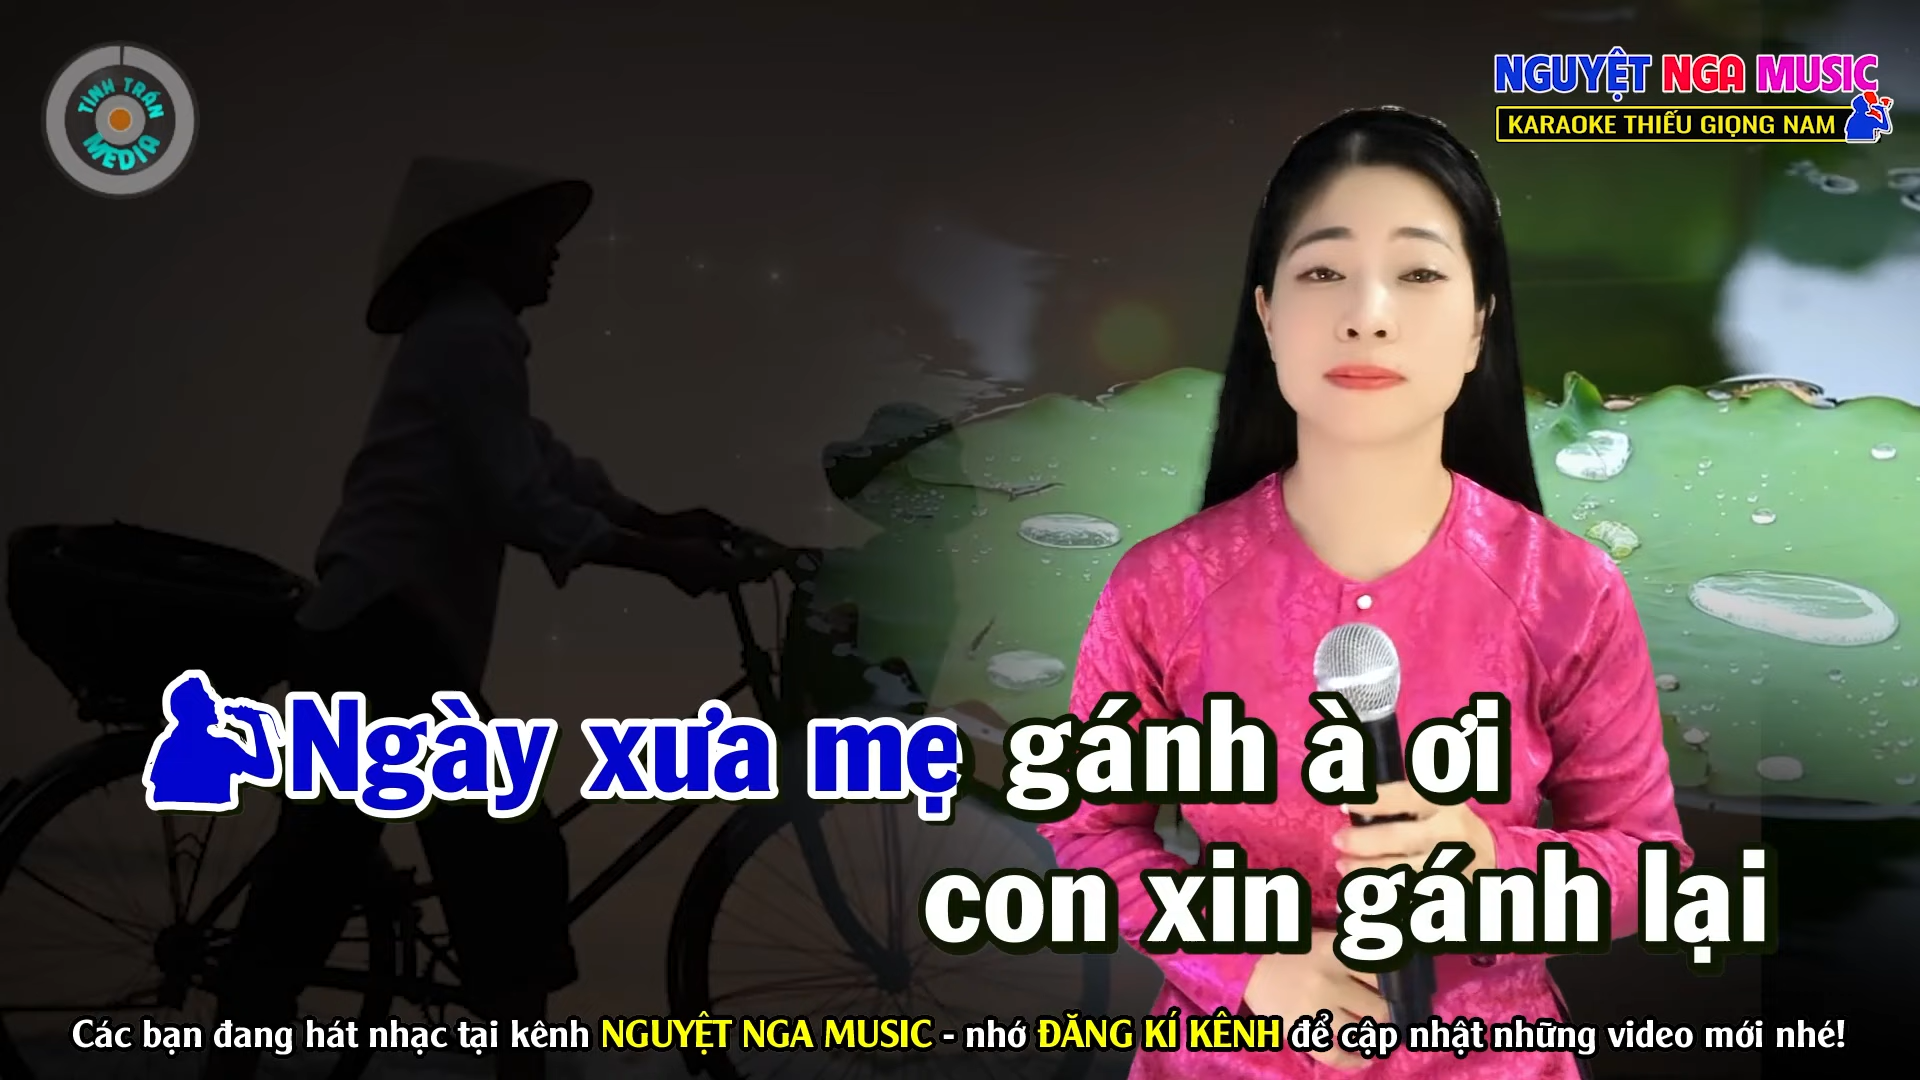 TÌNH TRẦN
MEDIA
NGUYỆT NGA MUSIC
KARAOKE THIẾU GIỌNG NAM
Ngày xưa mẹ gánh à ơi
con xin gánh lại
Các bạn đang hát nhạc tại kênh NGUYỆT NGA MUSIC - nhớ ĐĂNG KÍ KÊNH để cập nhật những video mới nhé!